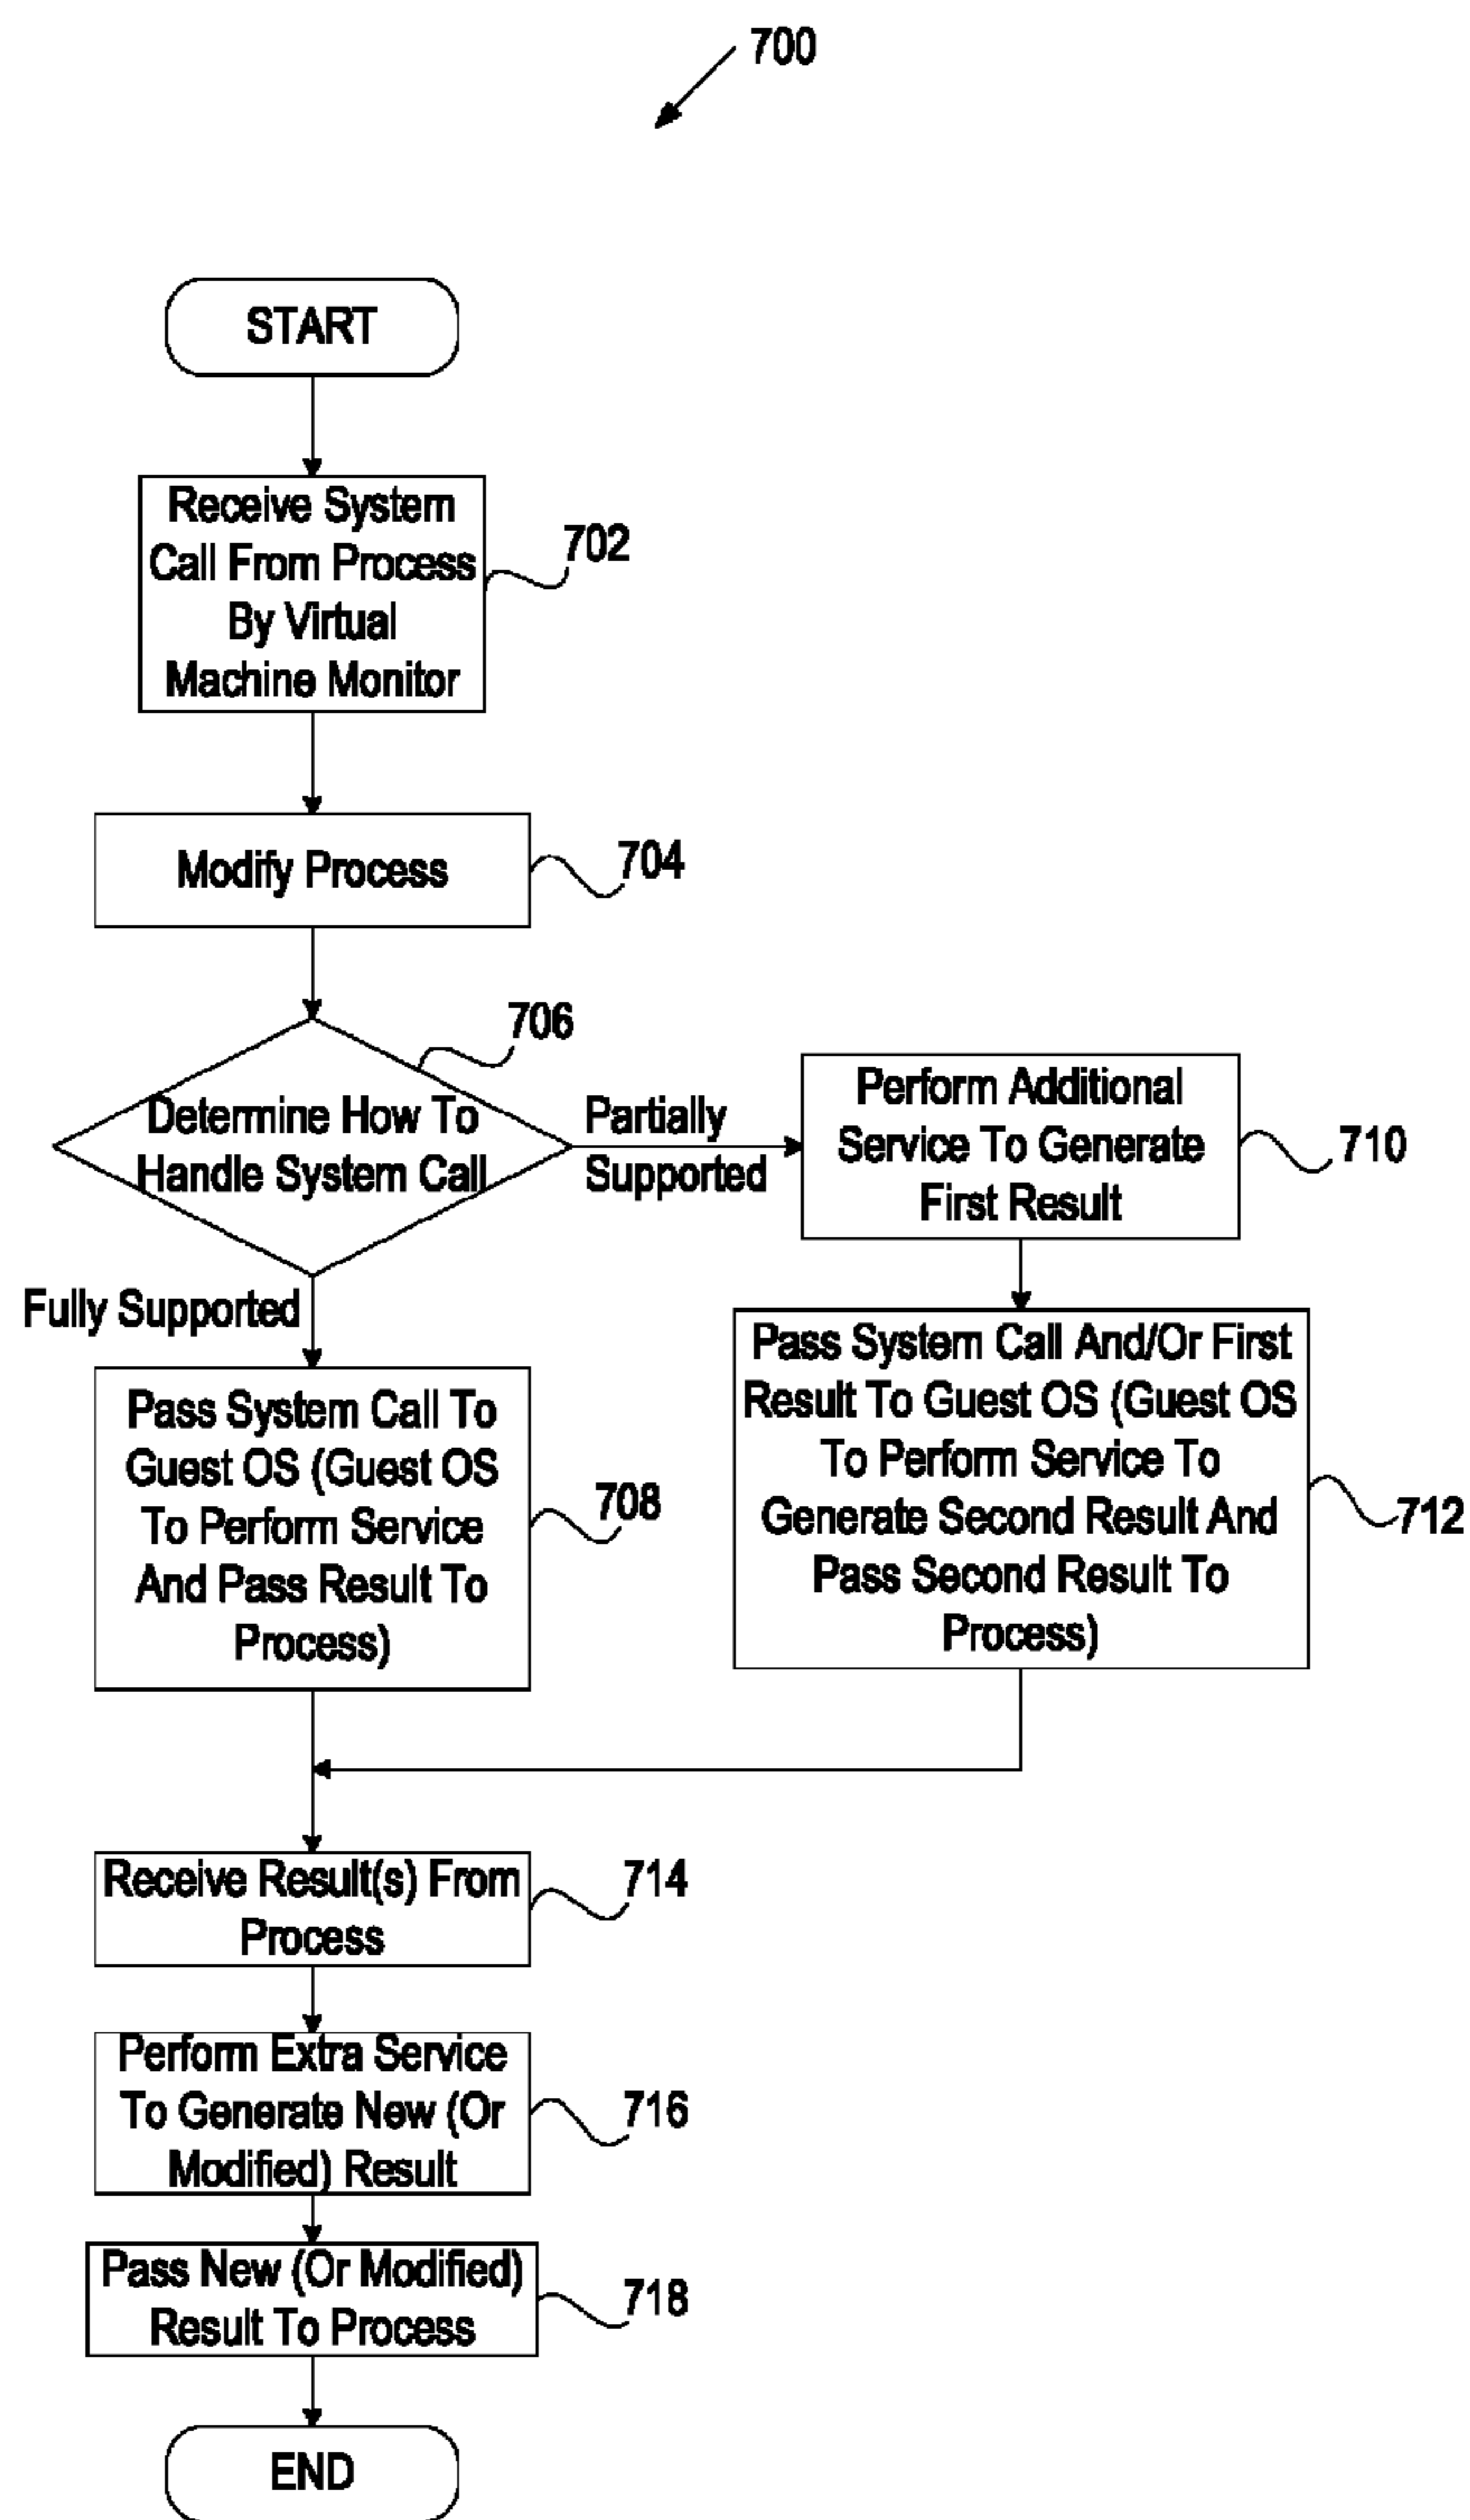 700
START
Receive System
Call From Process
By Virtual
Machine Monitor
702
Modify Process
704
706
Determine How To
Handle System Call
Partially
Supported
Perform Additional
Service To Generate
First Result
710
Fully Supported
Pass System Call To
Guest OS (Guest OS
To Perform Service
And Pass Result To
Process)
708
Pass System Call And/Or First
Result To Guest OS (Guest OS
To Perform Service To
Generate Second Result And
Pass Second Result To
Process)
712
Receive Result(s) From
Process
714
Perform Extra Service
To Generate New (Or
Modified) Result
716
Pass New (Or Modified)
Result To Process
718
END